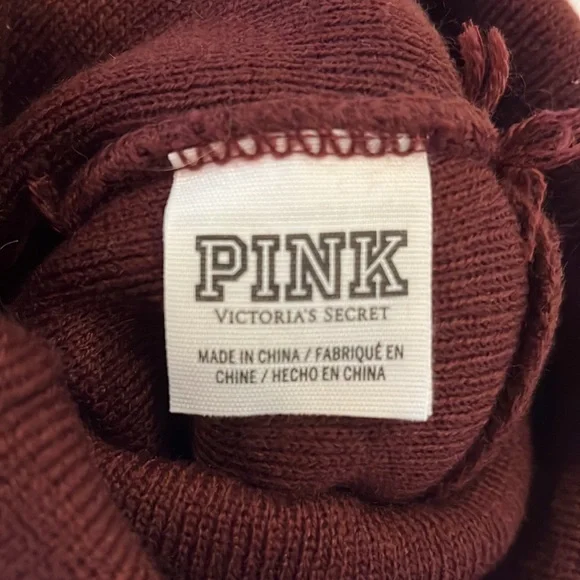 PINK
VICTORIA'S SECRET
MADE IN CHINA / FABRIQUÉ EN
CHINE / HECHO EN CHINA